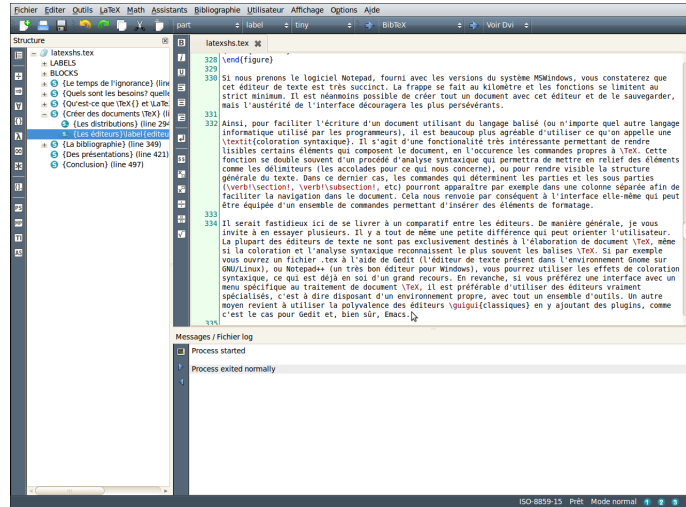 Fichier Editer Outils LaTeX Math Assistants Bibliographie Utilisateur Affichage Options Aide
part label tiny BibTeX Voir Dvi
Structure
latexshs.tex
LABELS
BLOCKS
{Le temps de l'ignorance} (line
{Quels sont les besoins? quelle
{Qu'est-ce que \TeX{} et \LaTe
{Créer des documents \TeX} (li
{Les distributions} (line 294
{Les éditeurs}\label{editeu
{La bibliographie} (line 349)
{Des présentations} (line 421)
{Conclusion} (line 497)
latexshs.tex
328 \end{figure}
329
330 Si nous prenons le logiciel Notepad, fourni avec les versions du système MSWindows, vous constaterez que
cet éditeur de texte est très succinct. La frappe se fait au kilomètre et les fonctions se limitent au
strict minimum. Il est néanmoins possible de créer tout un document avec cet éditeur et de le sauvegarder,
mais l'austérité de l'interface découragera les plus persévérants.
332 Ainsi, pour faciliter l'écriture d'un document utilisant du langage balisé (ou n'importe quel autre langage
informatique utilisé par les programmeurs), il est beaucoup plus agréable d'utiliser ce qu'on appelle une
\textit{coloration syntaxique}. Il s'agit d'une fonctionalité très intéressante permettant de rendre
lisibles certains éléments qui composent le document, en l'occurence les commandes propres à \TeX. Cette
fonction se double souvent d'un procédé d'analyse syntaxique qui permettra de mettre en relief des éléments
comme les délimiteurs (les accolades pour ce qui nous concerne), ou pour rendre visible la structure
générale du texte. Dans ce dernier cas, les commandes qui déterminent les parties et les sous parties
(\verb!\section!, \verb!\subsection!, etc) pourront apparaître par exemple dans une colonne séparée afin de
faciliter la navigation dans le document. Cela nous renvoie par conséquent à l'interface elle-même qui peut
être équipée d'un ensemble de commandes permettant d'insérer des éléments de formatage.
333
334 Il serait fastidieux ici de se livrer à un comparatif entre les éditeurs. De manière générale, je vous
invite à en essayer plusieurs. Il y a tout de même une petite différence qui peut orienter l'utilisateur.
La plupart des éditeurs de texte ne sont pas exclusivement destinés à l'élaboration de document \TeX, même
si la coloration et l'analyse syntaxique reconnaissent le plus souvent les balises \TeX. Si par exemple
vous ouvrez un fichier .tex à l'aide de Gedit (l'éditeur de texte présent dans l'environnement Gnome sur
GNU/Linux), ou Notepad++ (un très bon éditeur pour Windows), vous pourrez utiliser les effets de coloration
syntaxique, ce qui est déjà en soi d'un grand recours. En revanche, si vous préférez une interface avec un
menu spécifique au traitement de document \TeX, il est préférable d'utiliser des éditeurs vraiment
spécialisés, c'est à dire disposant d'un environnement propre, avec tout un ensemble d'outils. Un autre
moyen revient à utiliser la polyvalence des éditeurs \guigui{classiques} en y ajoutant des plugins, comme
c'est le cas pour Gedit et, bien sûr, Emacs.
335
Messages / Fichier log
Process started
Process exited normally
ISO-8859-15 Prêt Mode normal 1 2 3